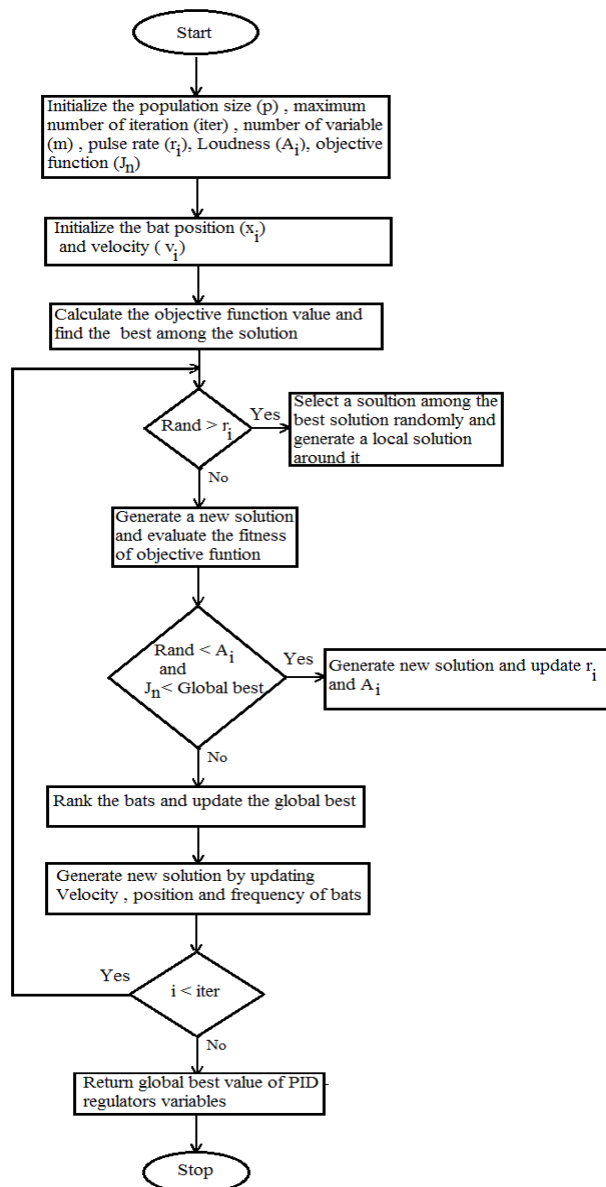 Start
Initialize the population size (p) , maximum
number of iteration (iter) , number of variable
(m) , pulse rate (ri), Loudness (Ai), objective
function (Jn)
Initialize the bat position (xi)
and velocity ( vi)
Calculate the objective function value and
find the best among the solution
Rand > ri
Yes
Select a soultion among the
best solution randomly and
generate a local solution
around it
No
Generate a new solution
and evaluate the fitness
of objective funtion
Rand < Ai
and
Jn< Global best
Yes
Generate new solution and update ri
and Ai
No
Rank the bats and update the global best
Generate new solution by updating
Velocity , position and frequency of bats
Yes
i < iter
No
Return global best value of PID -
regulators variables
Stop